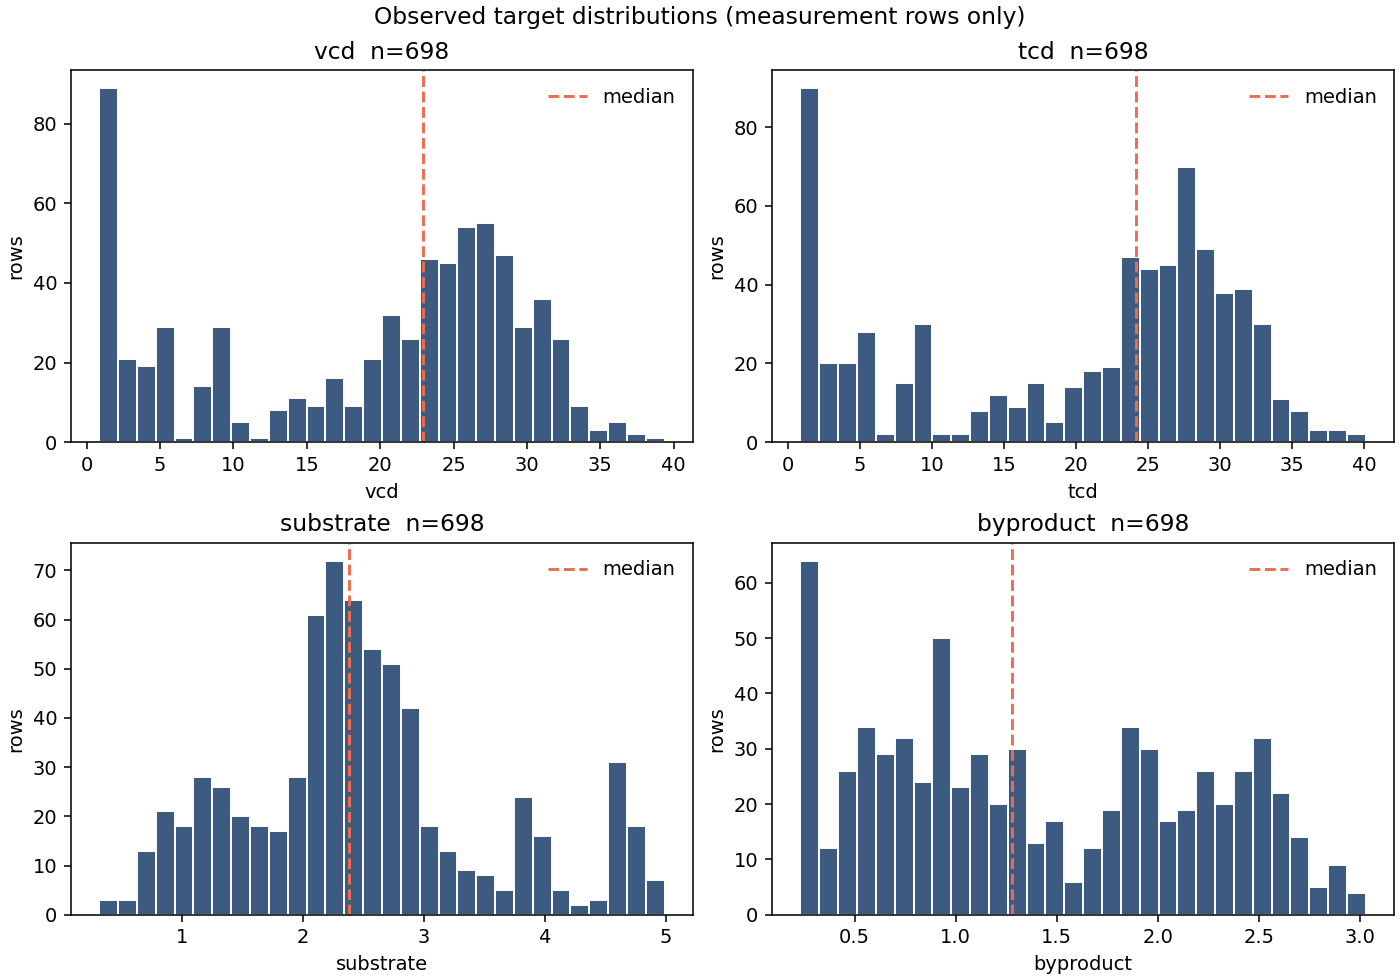 Observed target distributions (measurement rows only)
vcd  n=698
rows
80
60
40
20
0
median
0 5 10 15 20 25 30 35 40
vcd
tcd  n=698
rows
80
60
40
20
0
median
0 5 10 15 20 25 30 35 40
tcd
substrate  n=698
rows
70
60
50
40
30
20
10
0
median
1 2 3 4 5
substrate
byproduct  n=698
rows
60
50
40
30
20
10
0
median
0.5 1.0 1.5 2.0 2.5 3.0
byproduct